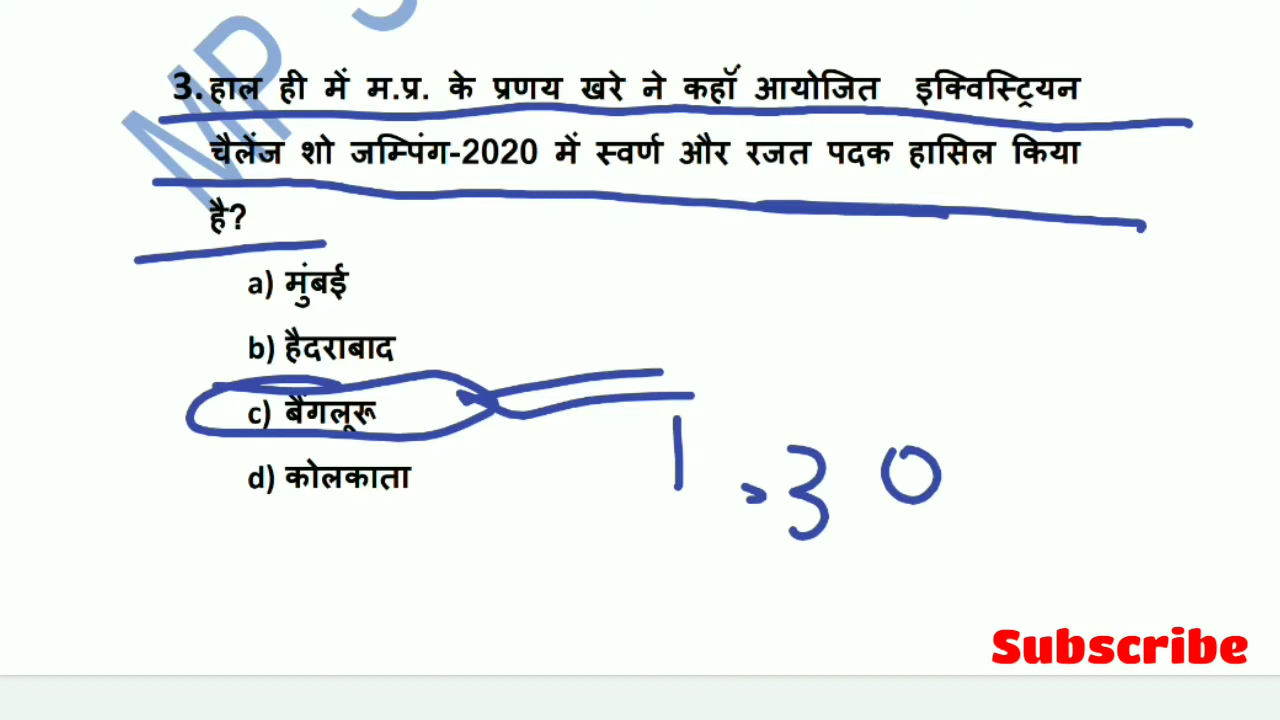 MP S
3. हाल ही में म.प्र. के प्रणय खरे ने कहाँ आयोजित इक्विस्ट्रियन
चैलेंज शो जम्पिंग-2020 में स्वर्ण और रजत पदक हासिल किया
है?
a) मुंबई
b) हैदराबाद
c) बैंगलूरू
d) कोलकाता
1.30
Subscribe